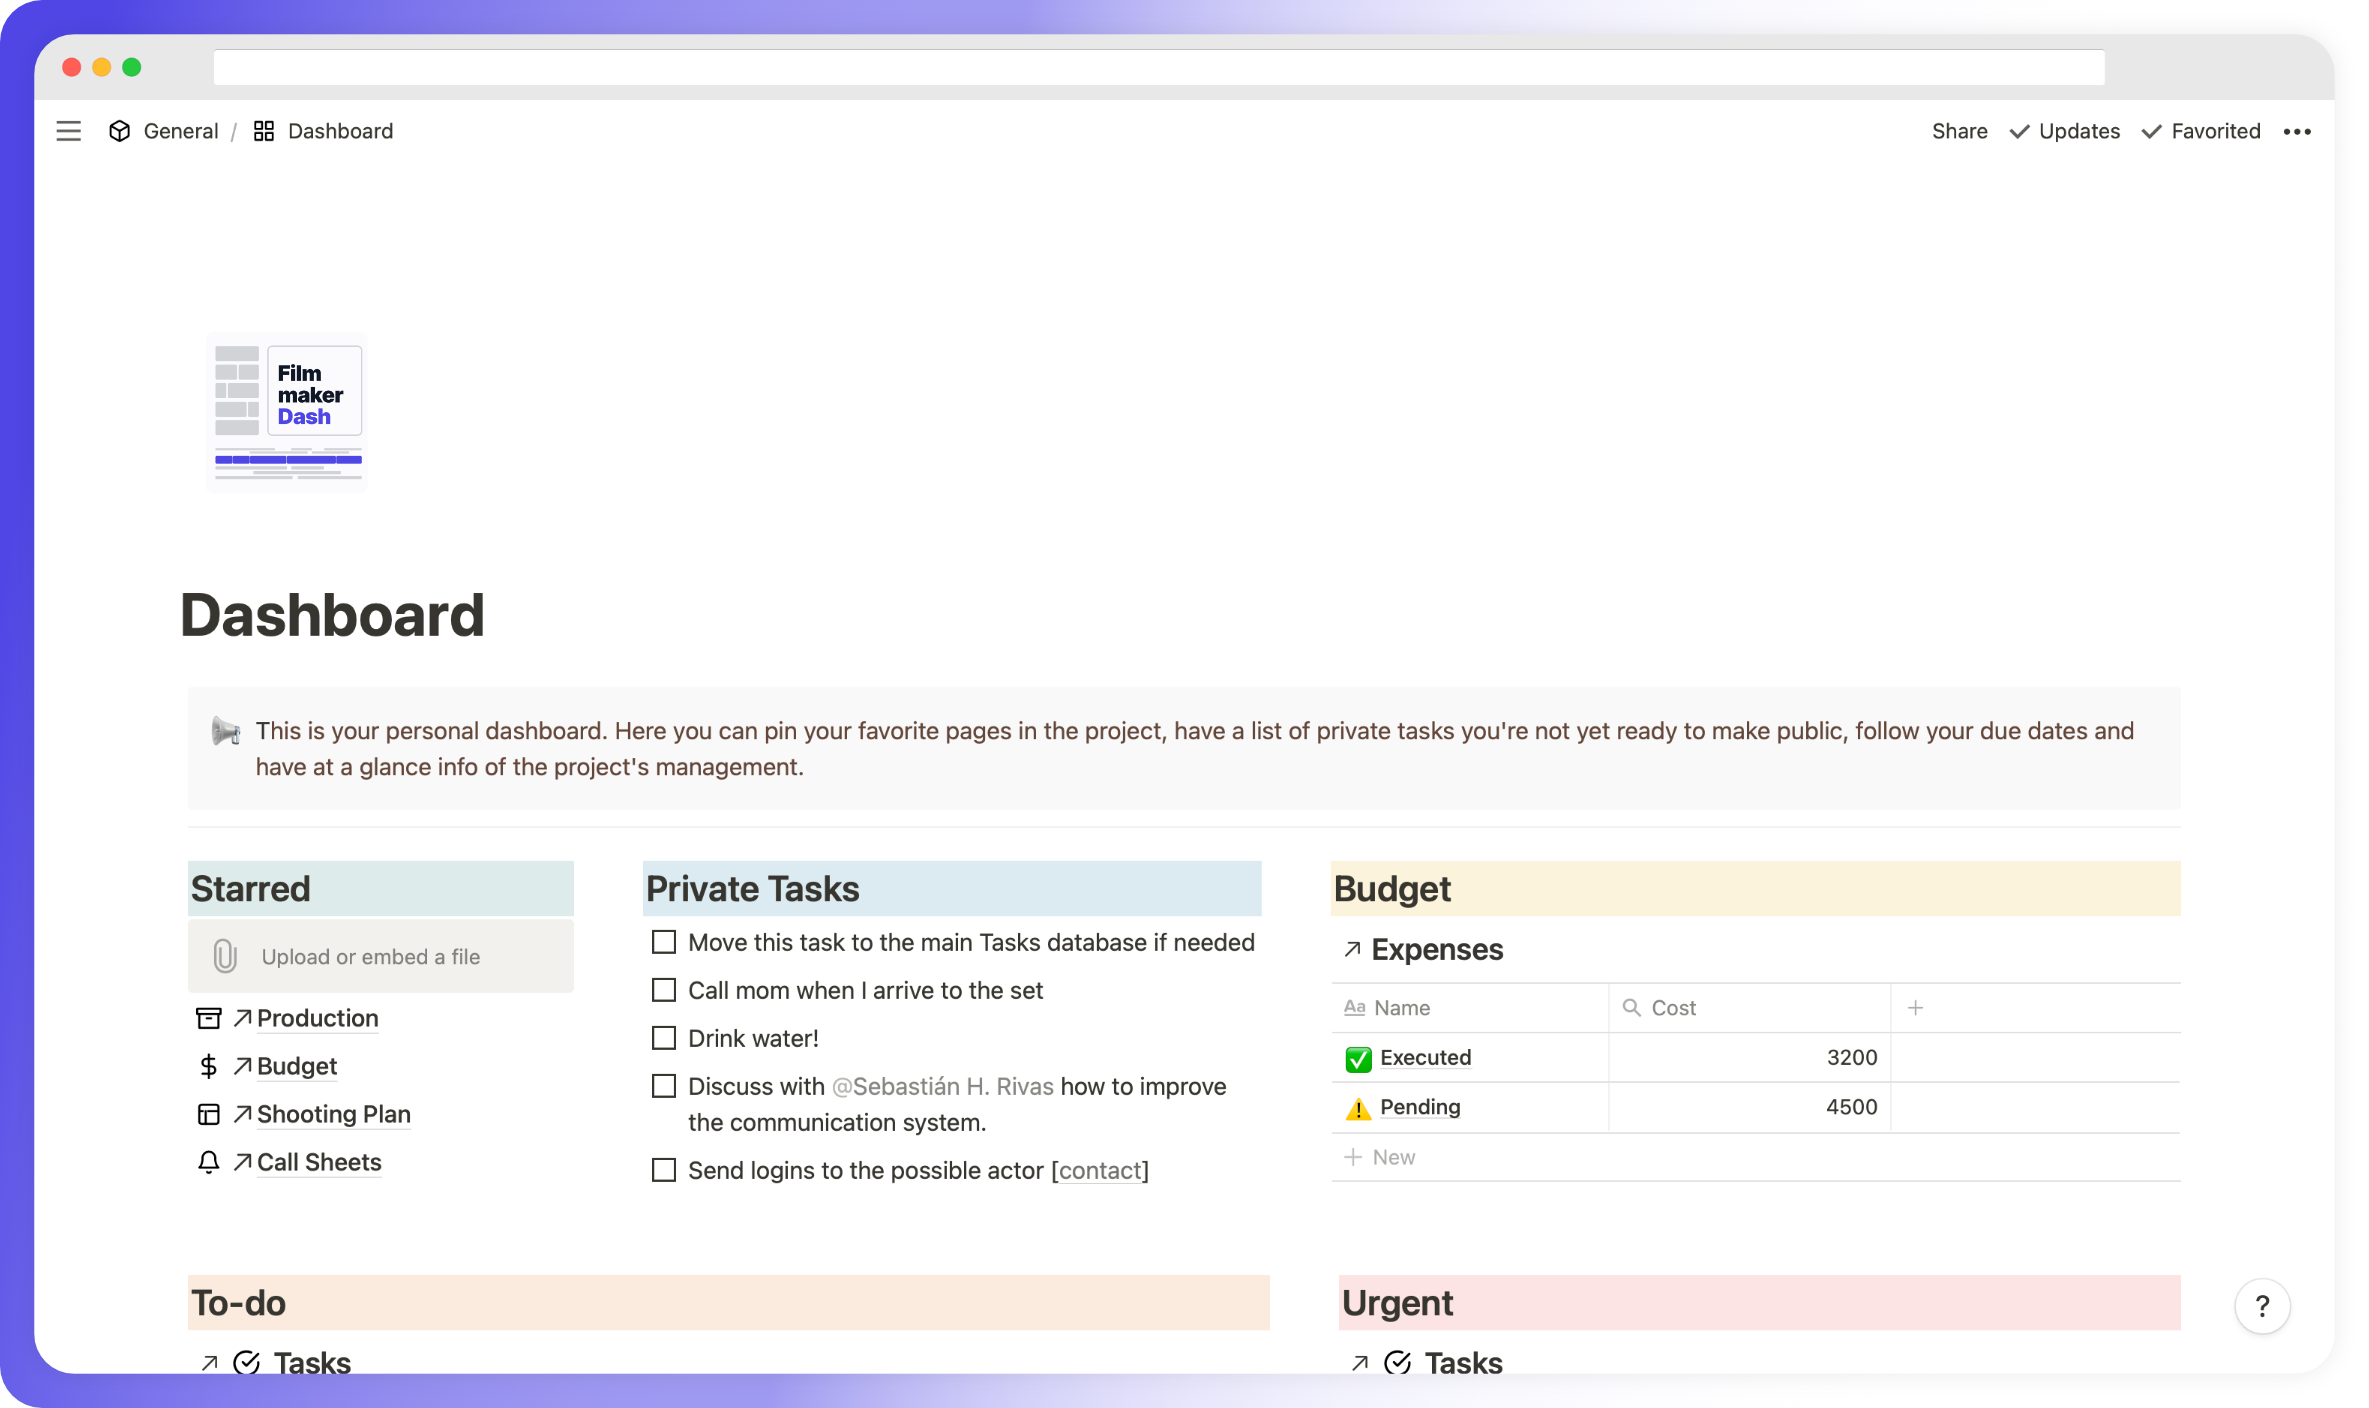 General / Dashboard
Share Updates Favorited
Film
maker
Dash
Dashboard
This is your personal dashboard. Here you can pin your favorite pages in the project, have a list of private tasks you're not yet ready to make public, follow your due dates and
have at a glance info of the project's management.
Starred
Upload or embed a file
Production
Budget
Shooting Plan
Call Sheets
Private Tasks
Move this task to the main Tasks database if needed
Call mom when I arrive to the set
Drink water!
Discuss with @Sebastián H. Rivas how to improve
the communication system.
Send logins to the possible actor [contact]
Budget
Expenses
Aa Name Cost +
Executed 3200
Pending 4500
+ New
To-do
Tasks
Urgent
Tasks
?